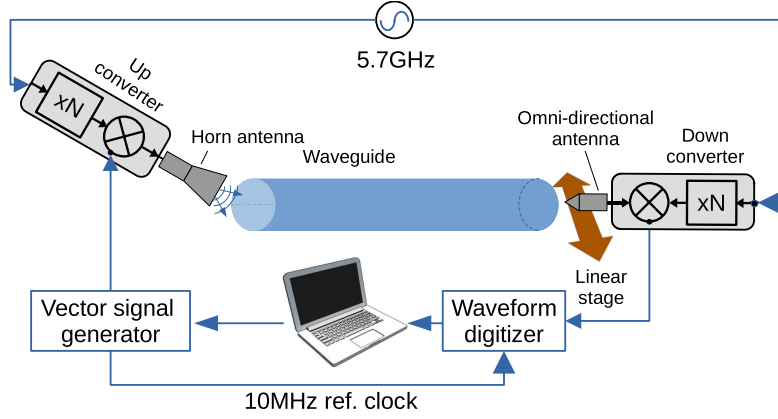 5.7GHz
Up
converter
xN
Horn antenna
Waveguide
Omni-directional
antenna
Down
converter
xN
Linear
stage
Vector signal
generator
Waveform
digitizer
10MHz ref. clock